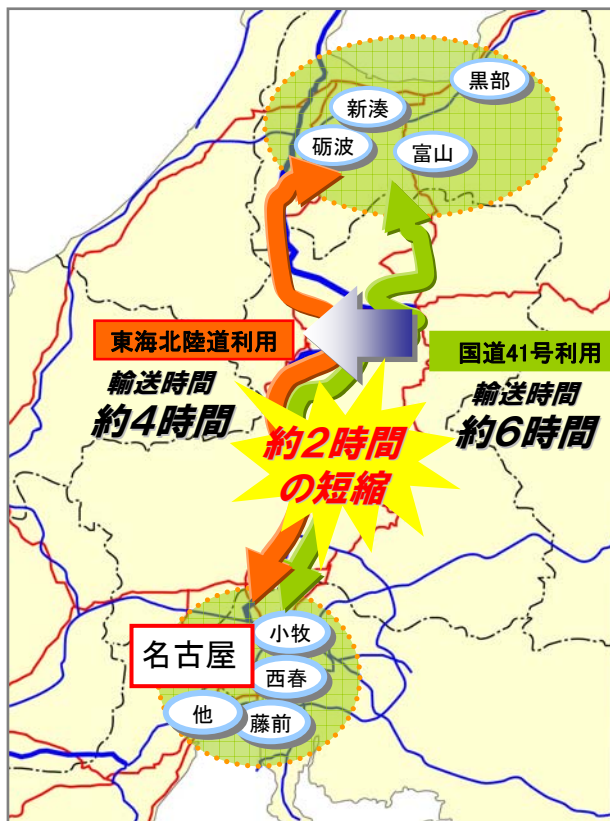 黒部
新湊
砺波
富山
東海北陸道利用
輸送時間
約4時間
国道41号利用
輸送時間
約6時間
約2時間
の短縮
小牧
名古屋
西春
他
藤前